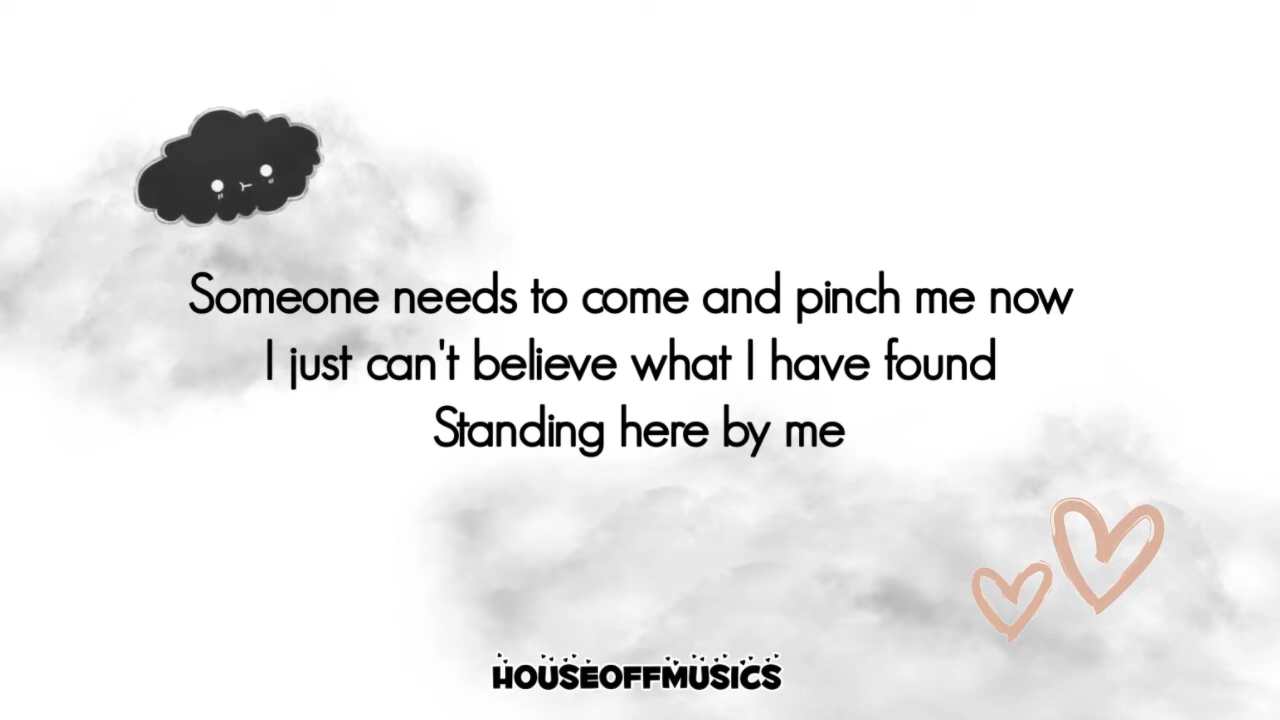 Someone needs to come and pinch me now
I just can't believe what I have found
Standing here by me
HOUSEOFFMUSICS